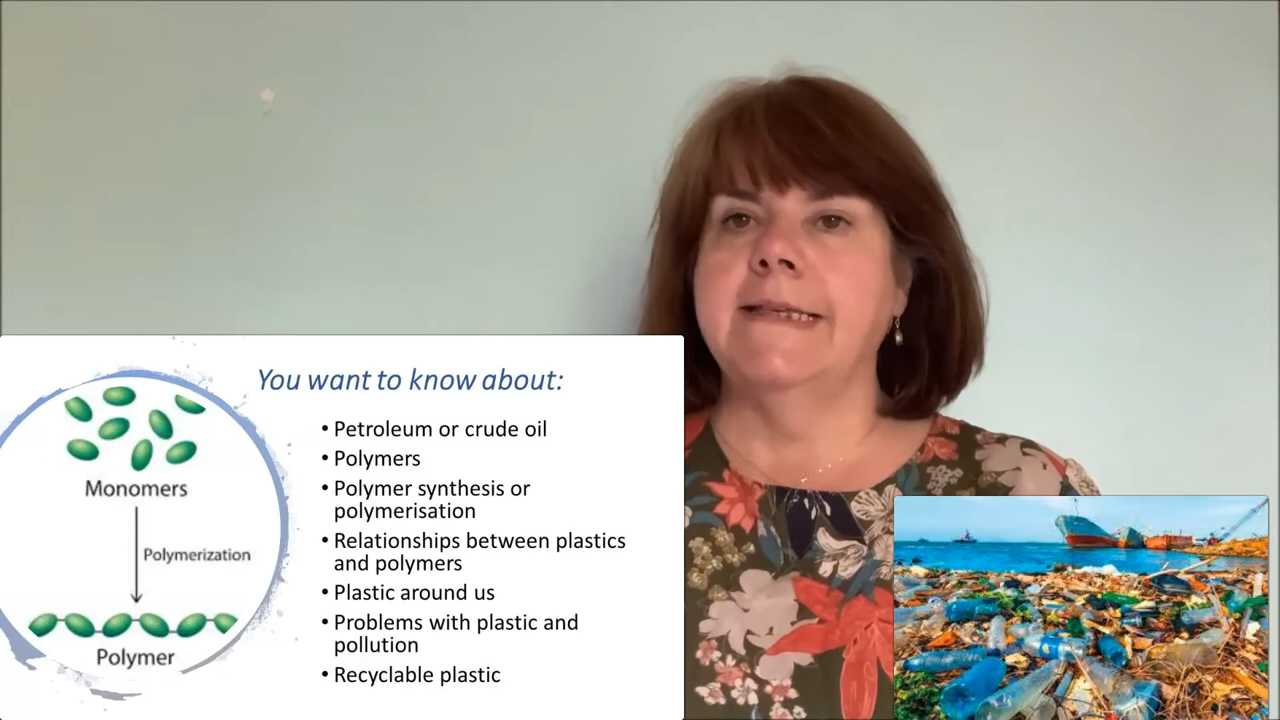 You want to know about:
• Petroleum or crude oil
• Polymers
• Polymer synthesis or
polymerisation
• Relationships between plastics
and polymers
• Plastic around us
• Problems with plastic and
pollution
• Recyclable plastic
Monomers
Polymerization
Polymer